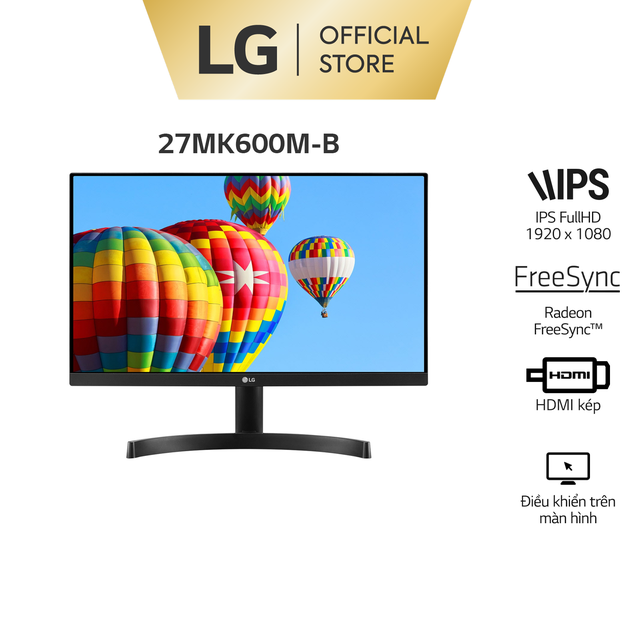 LG
OFFICIAL
STORE
27MK600M-B
LG
IPS
IPS FullHD
1920 x 1080
FreeSync
Radeon
FreeSync™
HDMI
HDMI kép
Điều khiển trên
màn hình